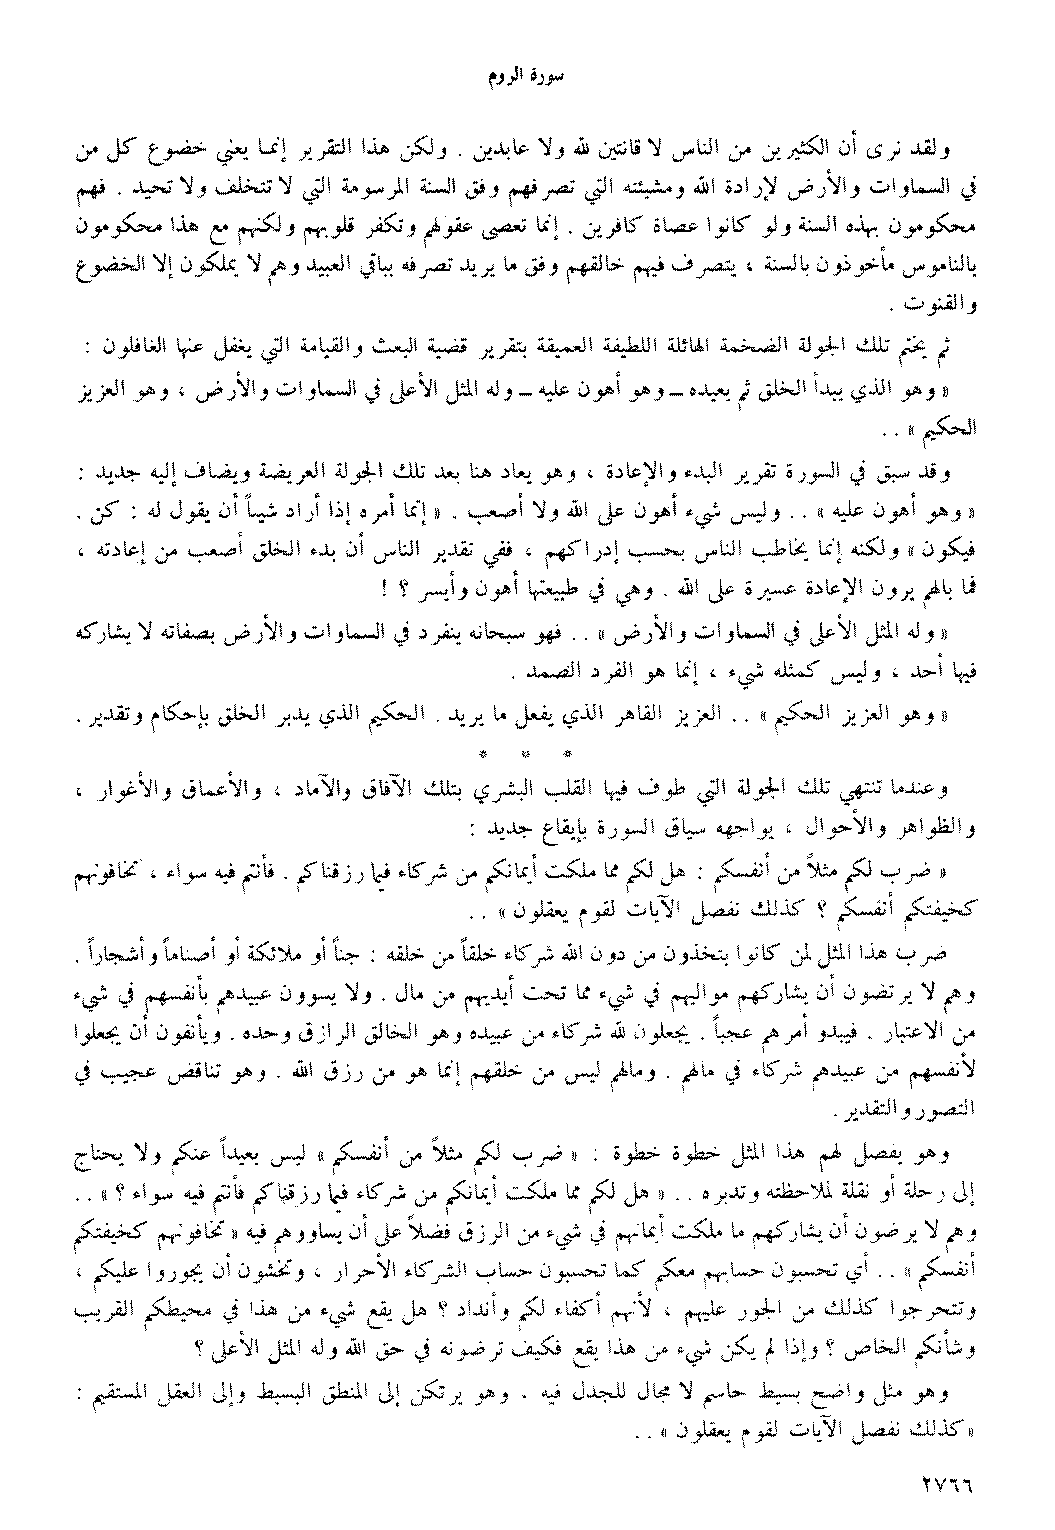 سورة الروم
ولقد نرى أن الكثيرين من الناس لا قانتين لله ولا عابدين . ولكن هذا التقرير إنما يعني خضوع كل من
في السماوات والأرض لإرادة الله ومشيئته التي تصرفهم وفق السنة المرسومة التي لا تتخلف ولا تحيد . فهم
محكومون بهذه السنة ولو كانوا عصاة كافرين . إنما تعصى عقولهم وتكفر قلوبهم ولكنهم مع هذا محكومون
بالناموس مأخوذون بالسنة ، يتصرف فيهم خالقهم وفق ما يريد تصرفه بباقي العبيد وهم لا يملكون إلا الخضوع
والقنوت .
ثم يختم تلك الجولة الضخمة الهائلة اللطيفة العميقة بتقرير قضية البعث والقيامة التي يغفل عنها الغافلون :
« وهو الذي يبدأ الخلق ثم يعيده ــ وهو أهون عليه ــ وله المثل الأعلى في السماوات والأرض ، وهو العزيز
الحكيم » . .
وقد سبق في السورة تقرير البدء والإعادة ، وهو يعاد هنا بعد تلك الجولة العريضة ويضاف إليه جديد :
« وهو أهون عليه » . . وليس شيء أهون على الله ولا أصعب . « إنما أمره إذا أراد شيئاً أن يقول له : كن .
فيكون » ولكنه إنما يخاطب الناس بحسب إدراكهم ، ففي تقدير الناس أن بدء الخلق أصعب من إعادته ،
فما بالهم يرون الإعادة عسيرة على الله . وهي في طبيعتها أهون وأيسر ؟ !
« وله المثل الأعلى في السماوات والأرض » . . فهو سبحانه ينفرد في السماوات والأرض بصفاته لا يشاركه
فيها أحد ، وليس كمثله شيء ، إنما هو الفرد الصمد .
« وهو العزيز الحكيم » . . العزيز القاهر الذي يفعل ما يريد . الحكيم الذي يدبر الخلق بإحكام وتقدير .
* * *
وعندما تنتهي تلك الجولة التي طوف فيها القلب البشري بتلك الآفاق والآماد ، والأعماق والأغوار ،
والظواهر والأحوال ، يواجهه سياق السورة بإيقاع جديد :
« ضرب لكم مثلاً من أنفسكم : هل لكم مما ملكت أيمانكم من شركاء فيما رزقناكم . فأنتم فيه سواء ، تخافونهم
كخيفتكم أنفسكم ؟ كذلك نفصل الآيات لقوم يعقلون » . .
ضرب هذا المثل لمن كانوا يتخذون من دون الله شركاء خلقاً من خلقه : جناً أو ملائكة أو أصناماً وأشجاراً .
وهم لا يرتضون أن يشاركهم مواليهم في شيء مما تحت أيديهم من مال . ولا يسوون عبيدهم بأنفسهم في شيء
من الاعتبار . فيبدو أمرهم عجباً . يجعلون لله شركاء من عبيده وهو الخالق الرازق وحده . ويأنفون أن يجعلوا
لأنفسهم من عبيدهم شركاء في مالهم . ومالهم ليس من خلقهم إنما هو من رزق الله . وهو تناقض عجيب في
التصور والتقدير .
وهو يفصل لهم هذا المثل خطوة خطوة : « ضرب لكم مثلاً من أنفسكم » ليس بعيداً عنكم ولا يحتاج
إلى رحلة أو نقلة لملاحظته وتدبره . . « هل لكم مما ملكت أيمانكم من شركاء فيما رزقناكم فأنتم فيه سواء ؟ » . .
وهم لا يرضون أن يشاركهم ما ملكت أيمانهم في شيء من الرزق فضلاً على أن يساووهم فيه « تخافونهم كخيفتكم
أنفسكم » . . أي تحسبون حسابهم معكم كما تحسبون حساب الشركاء الأحرار ، وتخشون أن يجوروا عليكم ،
وتتحرجوا كذلك من الجور عليهم ، لأنهم أكفاء لكم وأنداد ؟ هل يقع شيء من هذا في محيطكم القريب
وشأنكم الخاص ؟ وإذا لم يكن شيء من هذا يقع فكيف ترضونه في حق الله وله المثل الأعلى ؟
وهو مثل واضح بسيط حاسم لا مجال للجدل فيه . وهو يرتكن إلى المنطق البسيط وإلى العقل المستقيم :
« كذلك نفصل الآيات لقوم يعقلون » . .
٢٧٦٦